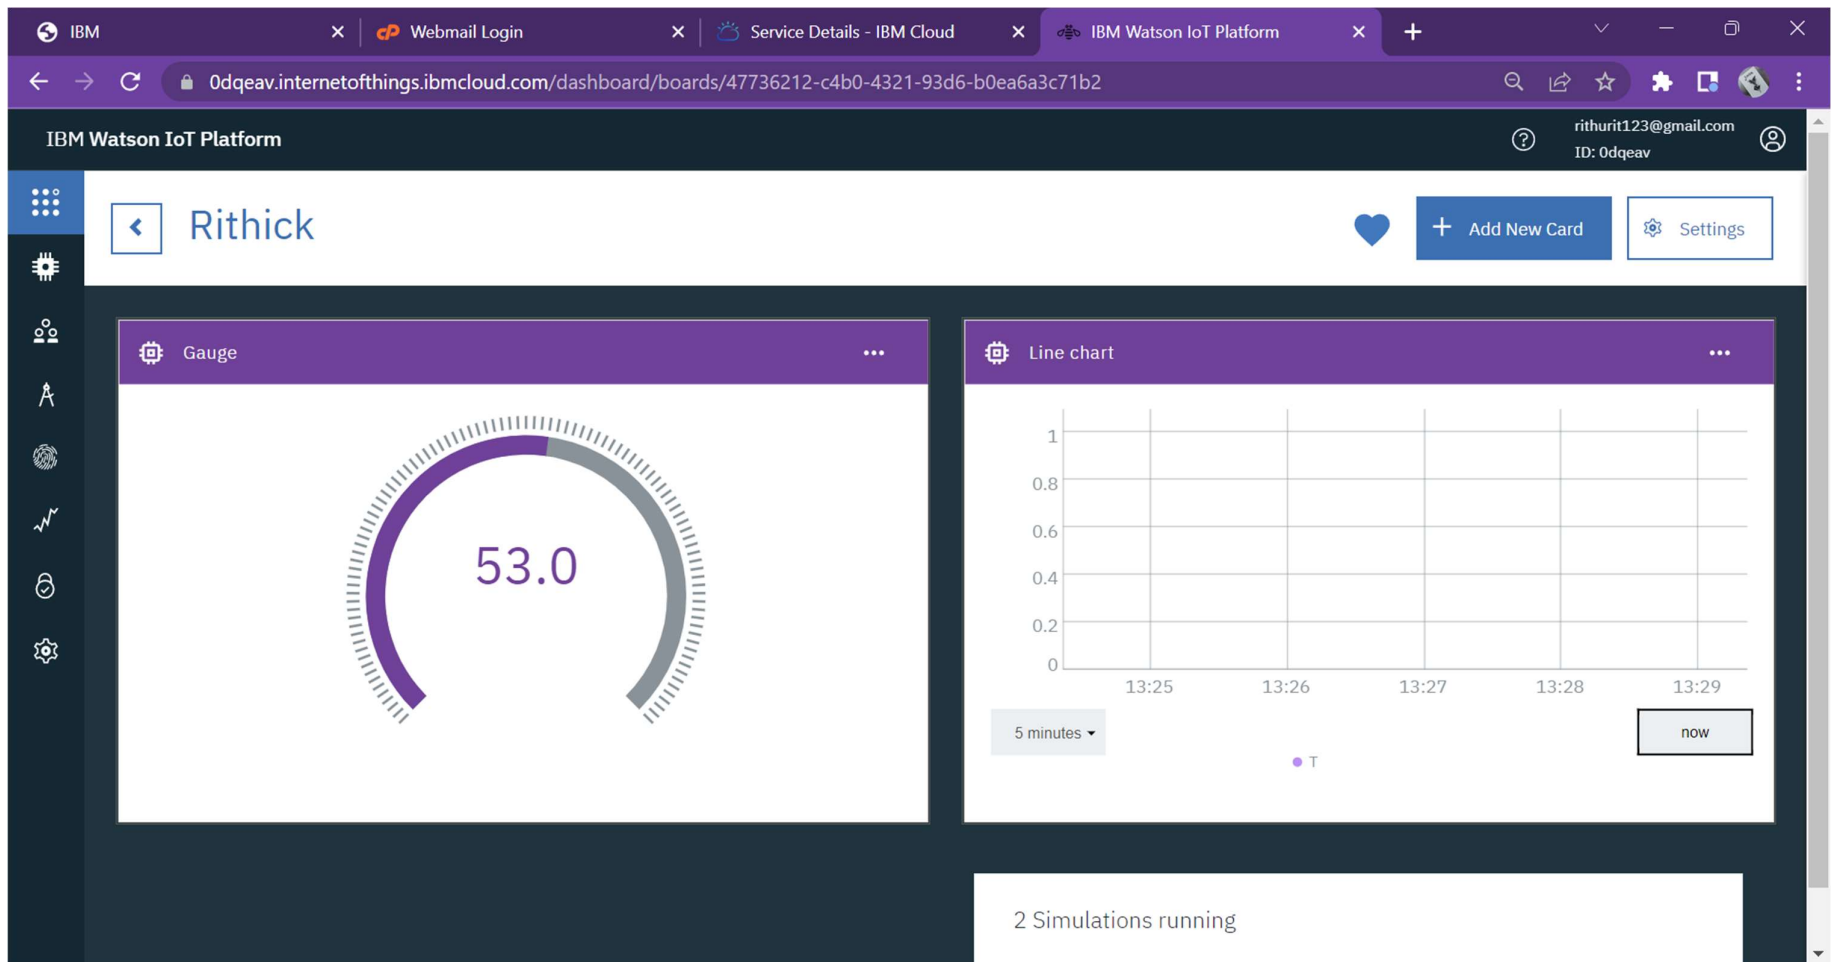 IBM
Webmail Login
Service Details - IBM Cloud
IBM Watson IoT Platform
0dqeav.internetofthings.ibmcloud.com/dashboard/boards/47736212-c4b0-4321-93d6-b0ea6a3c71b2
IBM Watson IoT Platform
rithurit123@gmail.com
ID: 0dqeav
Rithick
Add New Card
Settings
Gauge
53.0
Line chart
1
0.8
0.6
0.4
0.2
0
13:25 13:26 13:27 13:28 13:29
5 minutes
now
T
2 Simulations running